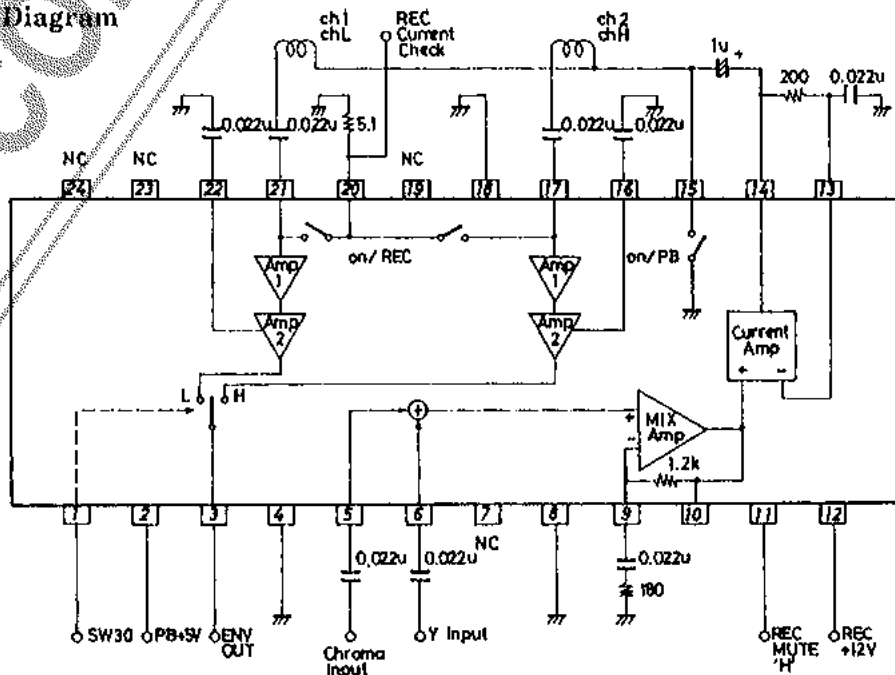 Diagram
ch1
chL
REC
Current
Check
ch2
chH
1u +
200
0.022u
0.022u
0.022u
5.1
0.022u
0.022u
NC
NC
NC
24
23
22
21
20
19
18
17
16
15
14
13
on/REC
on/PB
Amp
1
Amp
1
Amp
2
Amp
2
Current
Amp
+ -
L
H
+
+
-
MIX
Amp
1.2k
1
2
3
4
5
6
7
8
9
10
11
12
NC
0.022u
0.022u
0.022u
180
SW30
PB+5V
ENV
OUT
Chroma
Input
Y Input
REC
MUTE
'H'
REC
+12V